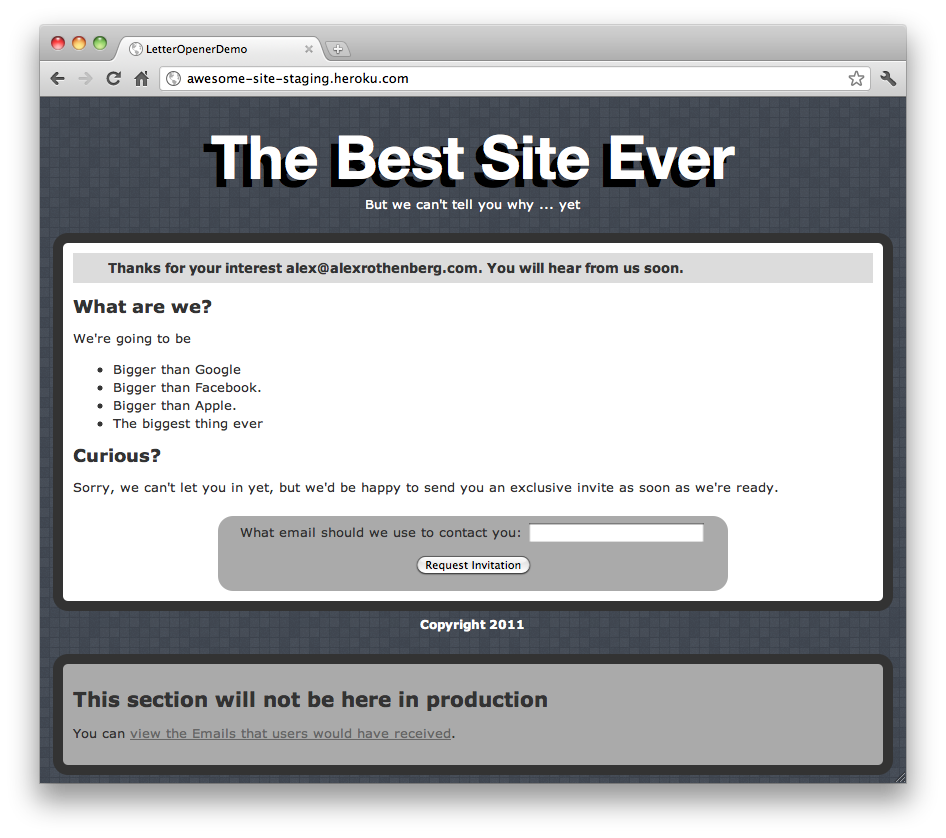 LetterOpenerDemo
awesome-site-staging.heroku.com
The Best Site Ever
But we can't tell you why ... yet
Thanks for your interest alex@alexrothenberg.com. You will hear from us soon.
What are we?
We're going to be
• Bigger than Google
• Bigger than Facebook.
• Bigger than Apple.
• The biggest thing ever
Curious?
Sorry, we can't let you in yet, but we'd be happy to send you an exclusive invite as soon as we're ready.
What email should we use to contact you:
Request Invitation
Copyright 2011
This section will not be here in production
You can view the Emails that users would have received.